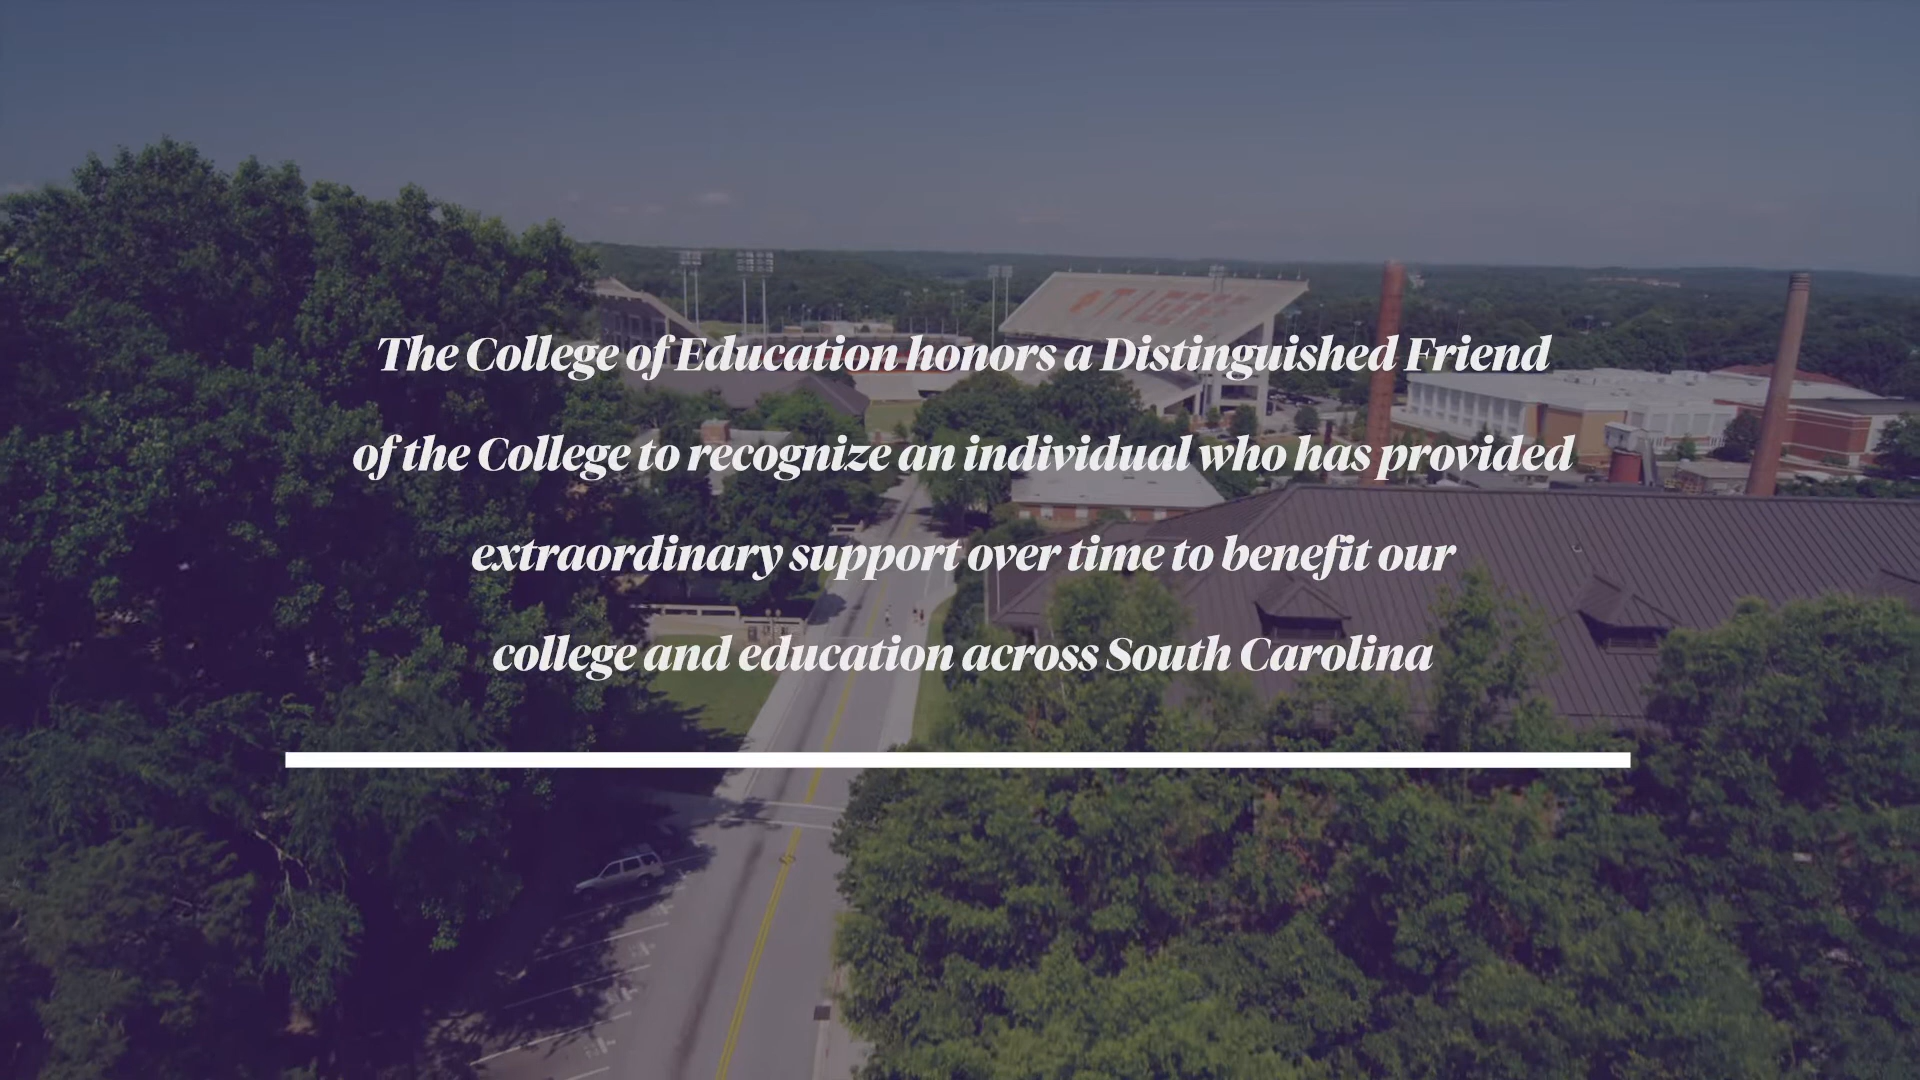 TIGERS
The College of Education honors a Distinguished Friend
of the College to recognize an individual who has provided
extraordinary support over time to benefit our
college and education across South Carolina